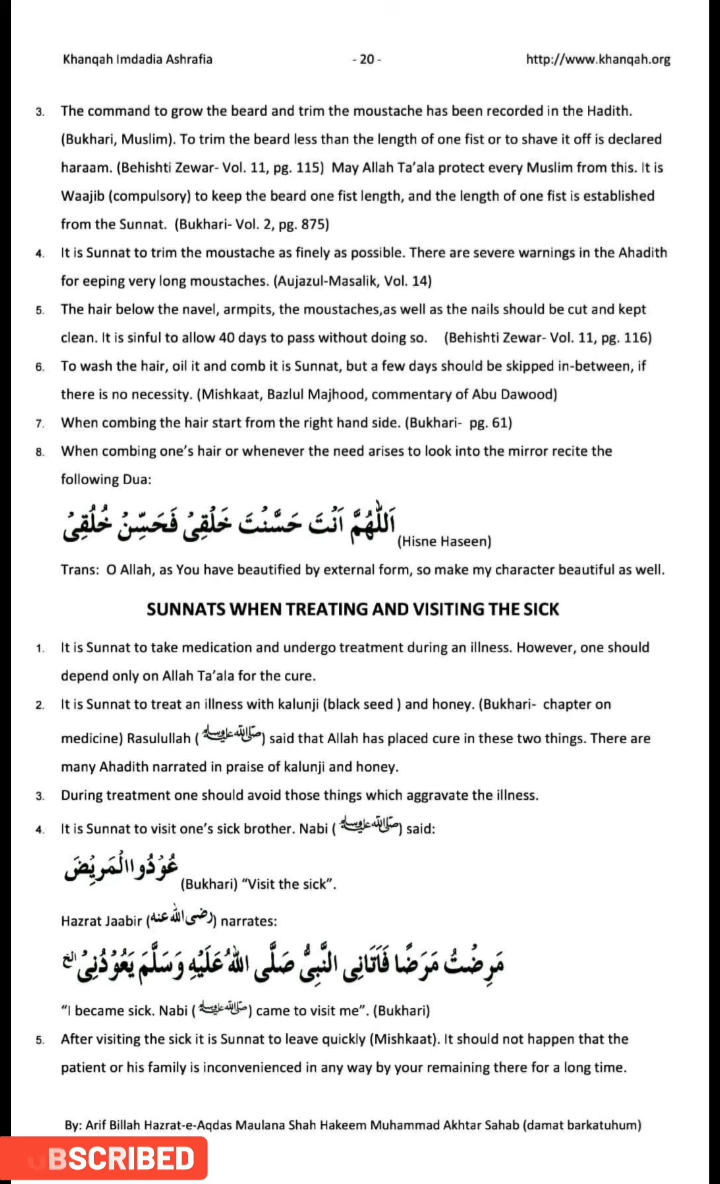 Khanqah Imdadia Ashrafia - 20 - http://www.khanqah.org
3. The command to grow the beard and trim the moustache has been recorded in the Hadith.
(Bukhari, Muslim). To trim the beard less than the length of one fist or to shave it off is declared
haraam. (Behishti Zewar- Vol. 11, pg. 115) May Allah Ta’ala protect every Muslim from this. It is
Waajib (compulsory) to keep the beard one fist length, and the length of one fist is established
from the Sunnat. (Bukhari- Vol. 2, pg. 875)
4. It is Sunnat to trim the moustache as finely as possible. There are severe warnings in the Ahadith
for eeping very long moustaches. (Aujazul-Masalik, Vol. 14)
5. The hair below the navel, armpits, the moustaches,as well as the nails should be cut and kept
clean. It is sinful to allow 40 days to pass without doing so. (Behishti Zewar- Vol. 11, pg. 116)
6. To wash the hair, oil it and comb it is Sunnat, but a few days should be skipped in-between, if
there is no necessity. (Mishkaat, Bazlul Majhood, commentary of Abu Dawood)
7. When combing the hair start from the right hand side. (Bukhari- pg. 61)
8. When combing one’s hair or whenever the need arises to look into the mirror recite the
following Dua:
اَللّٰهُمَّ اَنْتَ حَسَّنْتَ خَلْقِىْ فَحَسِّنْ خُلُقِىْ (Hisne Haseen)
Trans: O Allah, as You have beautified by external form, so make my character beautiful as well.
SUNNATS WHEN TREATING AND VISITING THE SICK
1. It is Sunnat to take medication and undergo treatment during an illness. However, one should
depend only on Allah Ta’ala for the cure.
2. It is Sunnat to treat an illness with kalunji (black seed ) and honey. (Bukhari- chapter on
medicine) Rasulullah ( صلى الله عليه وسلم) said that Allah has placed cure in these two things. There are
many Ahadith narrated in praise of kalunji and honey.
3. During treatment one should avoid those things which aggravate the illness.
4. It is Sunnat to visit one’s sick brother. Nabi ( صلى الله عليه وسلم) said:
عُوْدُوا الْمَرِيْضَ (Bukhari) “Visit the sick”.
Hazrat Jaabir (رضى الله عنه) narrates:
مَرِضْتُ مَرَضًا فَاَتَانِى النَّبِىُّ صَلَّى اللّٰهُ عَلَيْهِ وَسَلَّمَ يَعُوْدُنِىْ الخ
“I became sick. Nabi ( صلى الله عليه وسلم) came to visit me”. (Bukhari)
5. After visiting the sick it is Sunnat to leave quickly (Mishkaat). It should not happen that the
patient or his family is inconvenienced in any way by your remaining there for a long time.
By: Arif Billah Hazrat-e-Aqdas Maulana Shah Hakeem Muhammad Akhtar Sahab (damat barkatuhum)
UBSCRIBED